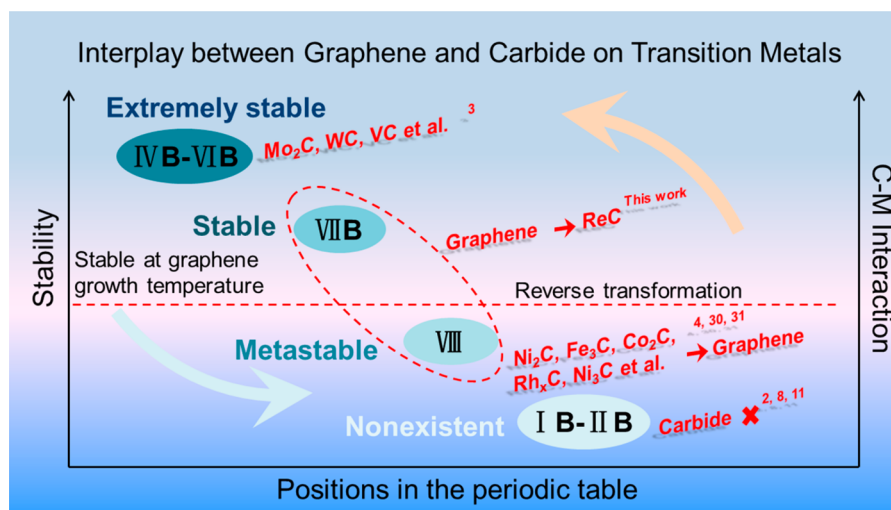 Interplay between Graphene and Carbide on Transition Metals
Extremely stable
ⅣB-ⅥB
Mo₂C, WC, VC et al. ³
Stable
ⅦB
Graphene → ReC This work
Stable at graphene
growth temperature
Reverse transformation
Metastable
Ⅷ
Ni₂C, Fe₃C, Co₂C, 4, 30, 31
RhₓC, Ni₃C et al. → Graphene
Nonexistent
ⅠB-ⅡB
Carbide ✖ 2, 8, 11
Stability
C-M Interaction
Positions in the periodic table